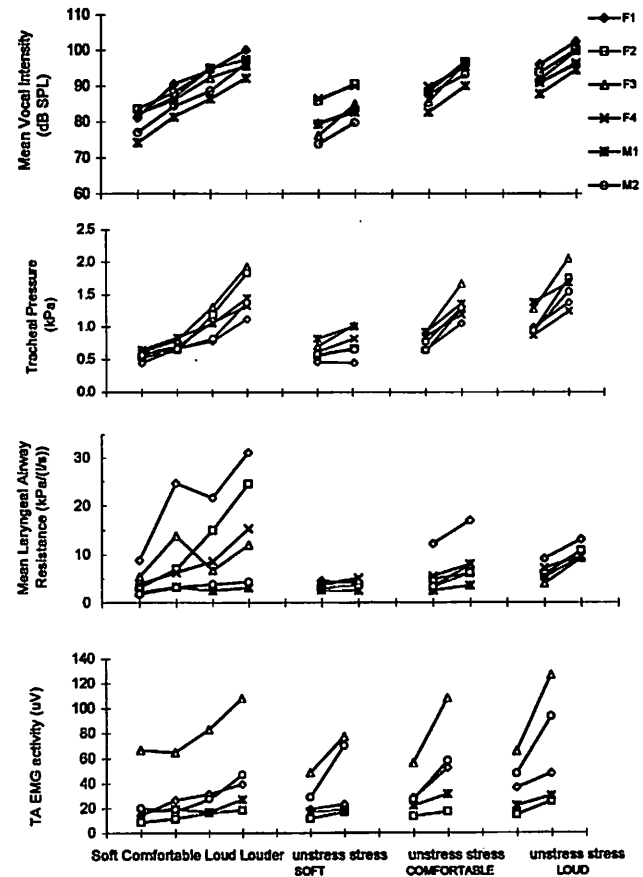 Mean Vocal Intensity
(dB SPL)
110
100
90
80
70
60
F1
F2
F3
F4
M1
M2
Tracheal Pressure
(kPa)
2.5
2.0
1.5
1.0
0.5
0.0
Mean Laryngeal Airway
Resistance (kPa/(l/s))
30
20
10
0
TA EMG activity (uV)
140
120
100
80
60
40
20
0
Soft Comfortable Loud Louder
unstress stress
SOFT
unstress stress
COMFORTABLE
unstress stress
LOUD